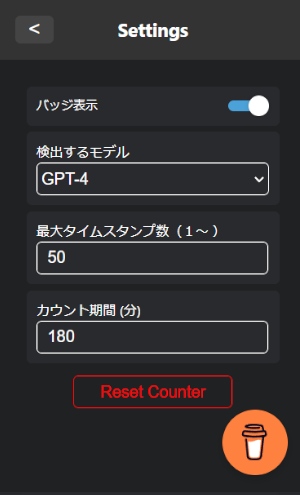 <
Settings
バッジ表示
検出するモデル
GPT-4
最大タイムスタンプ数（１～）
50
カウント期間 (分)
180
Reset Counter